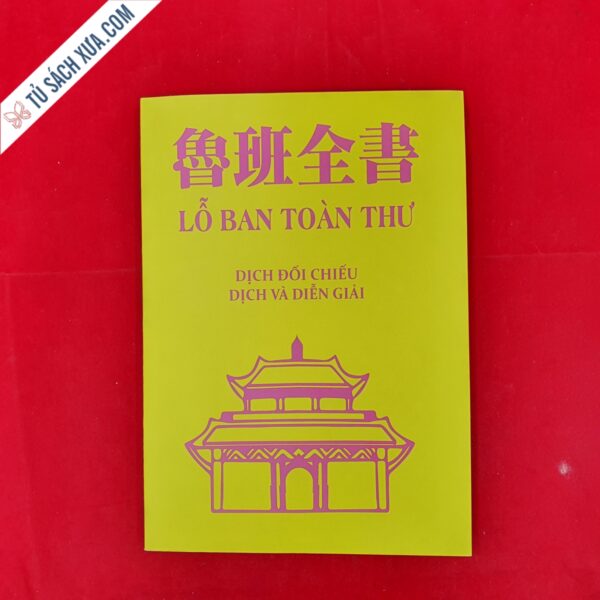 TỦ SÁCH XƯA.COM
魯班全書
LỖ BAN TOÀN THƯ
DỊCH ĐỐI CHIẾU
DỊCH VÀ DIỄN GIẢI